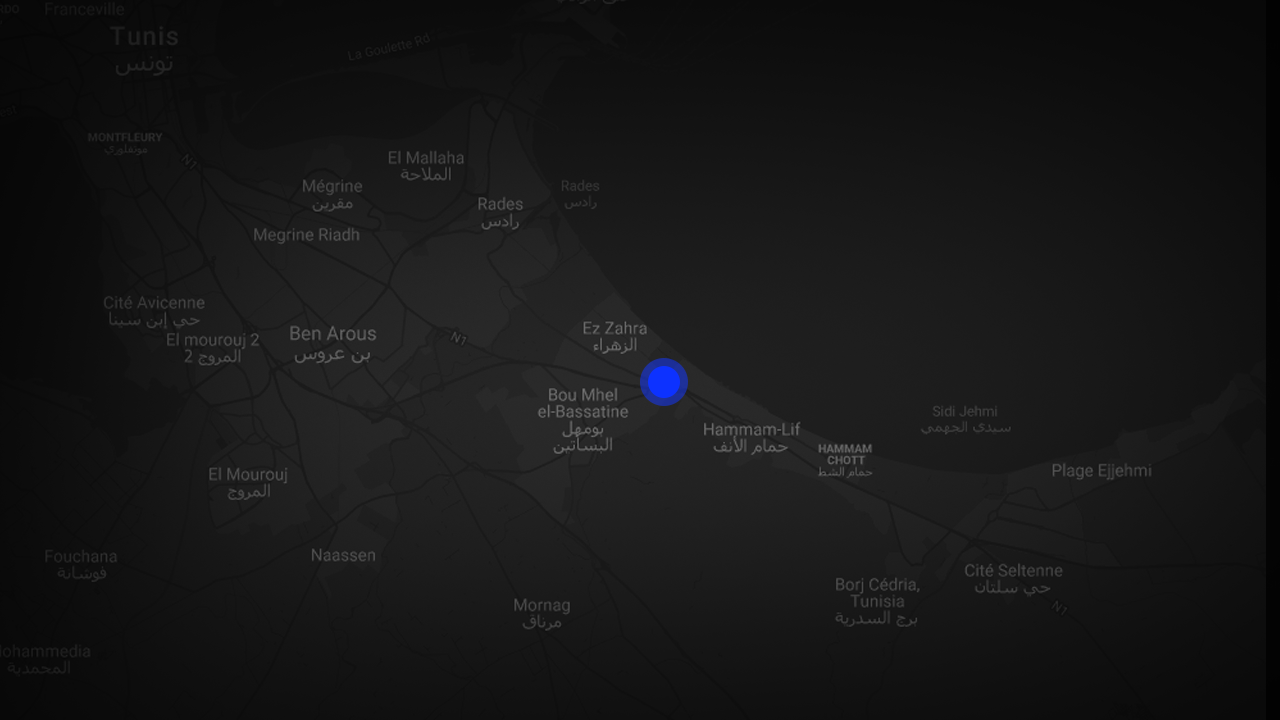 Franceville
Tunis
تونس
La Goulette Rd
MONTFLEURY
مونفلوري
N1
El Mallaha
الملاحة
Mégrine
مقرين
Rades
رادس
Rades
رادس
Megrine Riadh
Cité Avicenne
حي إبن سينا
El mourouj 2
المروج 2
Ben Arous
بن عروس
N1
Ez Zahra
الزهراء
Bou Mhel
el-Bassatine
بومهل
البساتين
Hammam-Lif
حمام الأنف
HAMMAM
CHOTT
حمام الشط
Sidi Jehmi
سيدي الجهمي
Plage Ejjehmi
El Mourouj
المروج
Naassen
Fouchana
فوشانة
Mornag
مرناق
Borj Cédria,
Tunisia
برج السدرية
Cité Seltenne
حي سلتان
N1
المحمدية